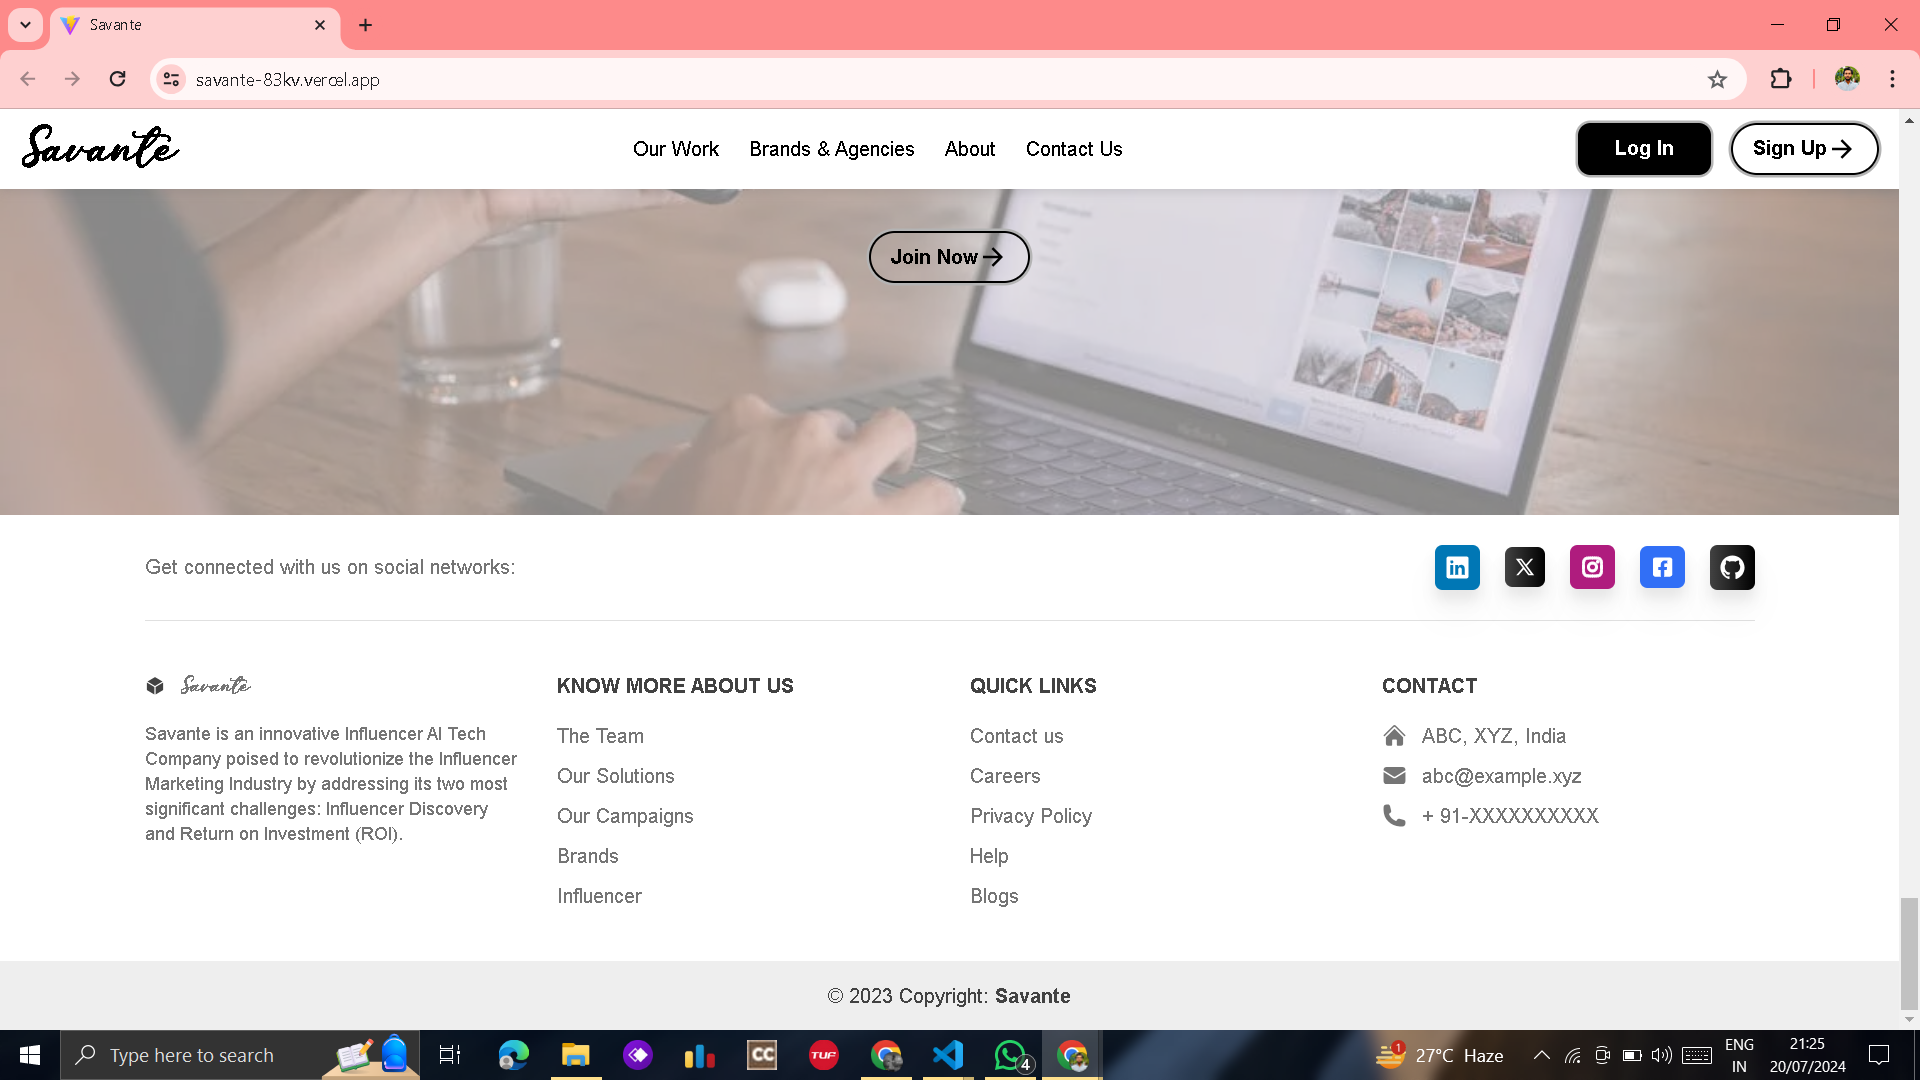 Savante
savante-83kv.vercel.app
Savante
Our Work
Brands & Agencies
About
Contact Us
Log In
Sign Up
Join Now
Get connected with us on social networks:
Savante
Savante is an innovative Influencer AI Tech
Company poised to revolutionize the Influencer
Marketing Industry by addressing its two most
significant challenges: Influencer Discovery
and Return on Investment (ROI).
KNOW MORE ABOUT US
The Team
Our Solutions
Our Campaigns
Brands
Influencer
QUICK LINKS
Contact us
Careers
Privacy Policy
Help
Blogs
CONTACT
ABC, XYZ, India
abc@example.xyz
+ 91-XXXXXXXXXX
© 2023 Copyright: Savante
Type here to search
CC
TUF
4
1
27°C Haze
ENG
IN
21:25
20/07/2024